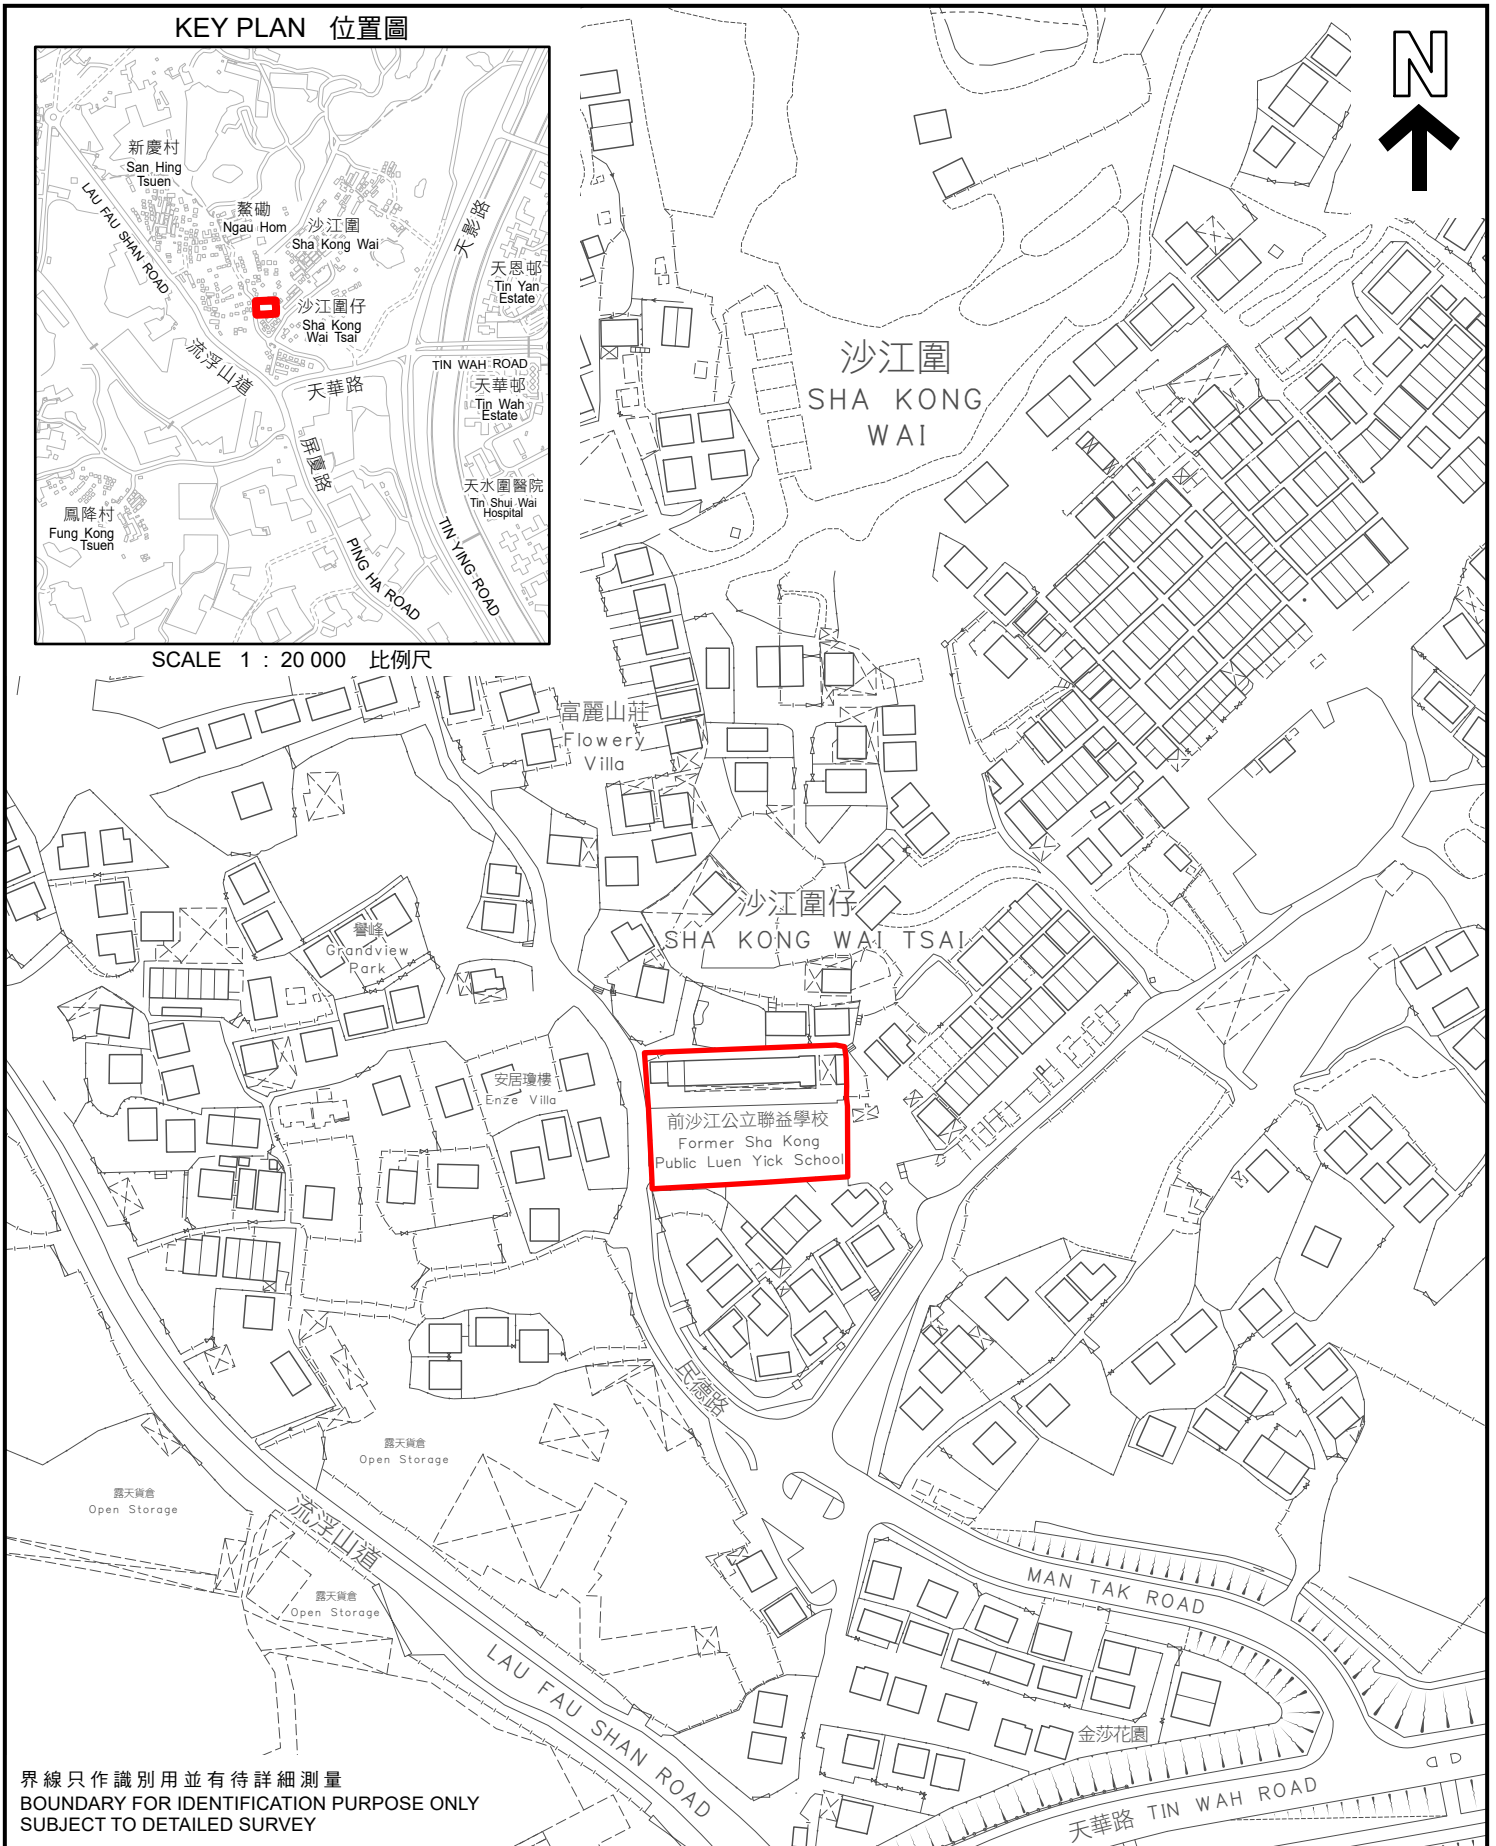 KEY PLAN 位置圖
新慶村
San Hing
Tsuen
LAU FAU SHAN ROAD
鰲磡
Ngau Hom
沙江圍
Sha Kong Wai
天影路
天恩邨
Tin Yan
Estate
沙江圍仔
Sha Kong
Wai Tsai
流浮山道
天華路
TIN WAH ROAD
天華邨
Tin Wah
Estate
屏廈路
天水圍醫院
Tin Shui Wai
Hospital
鳳降村
Fung Kong
Tsuen
PING HA ROAD
TIN YING ROAD
SCALE 1 : 20 000 比例尺
N
沙江圍
SHA KONG
WAI
富麗山莊
Flowery
Villa
沙江圍仔
SHA KONG WAI TSAI
譽峰
Grandview
Park
安居瓊樓
Enze Villa
前沙江公立聯益學校
Former Sha Kong
Public Luen Yick School
民德路
露天貨倉
Open Storage
露天貨倉
Open Storage
流浮山道
露天貨倉
Open Storage
MAN TAK ROAD
LAU FAU SHAN ROAD
金莎花園
天華路 TIN WAH ROAD
界線只作識別用並有待詳細測量
BOUNDARY FOR IDENTIFICATION PURPOSE ONLY
SUBJECT TO DETAILED SURVEY